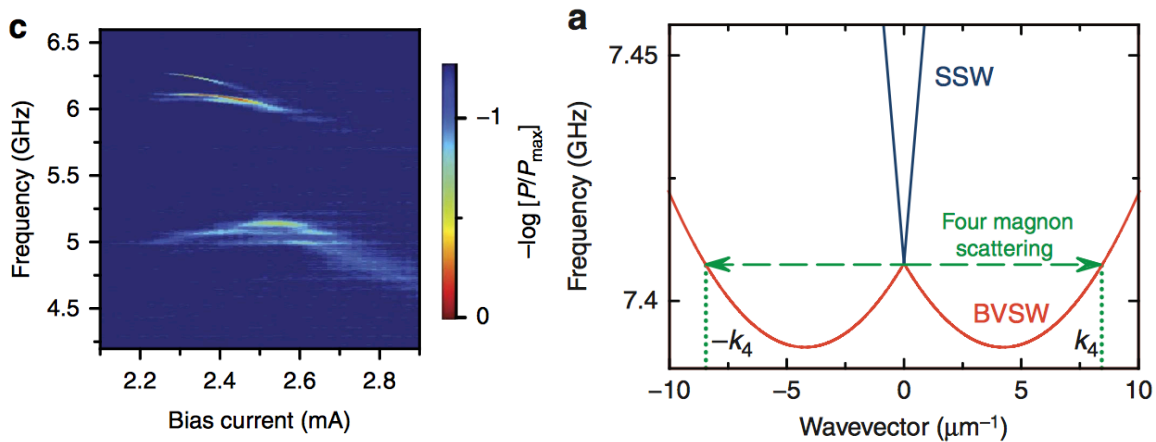 c
6.5
6
5.5
5
4.5
Frequency (GHz)
2.2
2.4
2.6
2.8
Bias current (mA)
−1
0
−log [P/Pmax]
a
7.45
7.4
Frequency (GHz)
SSW
Four magnon
scattering
BVSW
−k4
k4
−10
−5
0
5
10
Wavevector (μm−1)